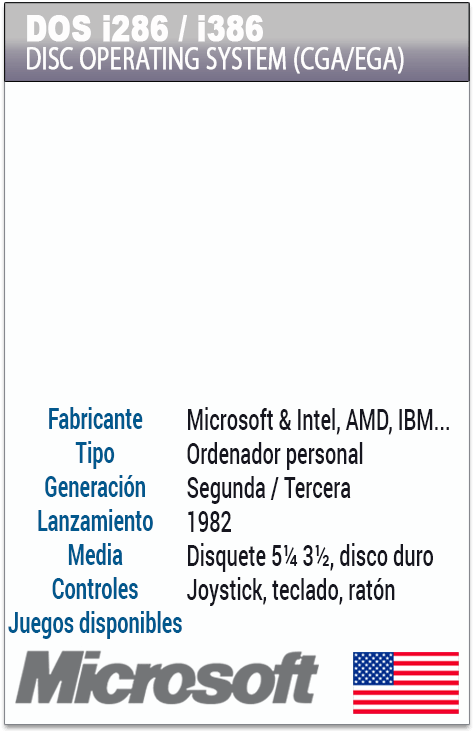 DOS i286 / i386
DISC OPERATING SYSTEM (CGA/EGA)
Fabricante Microsoft & Intel, AMD, IBM...
Tipo Ordenador personal
Generación Segunda / Tercera
Lanzamiento 1982
Media Disquete 5¼ 3½, disco duro
Controles Joystick, teclado, ratón
Juegos disponibles
Microsoft